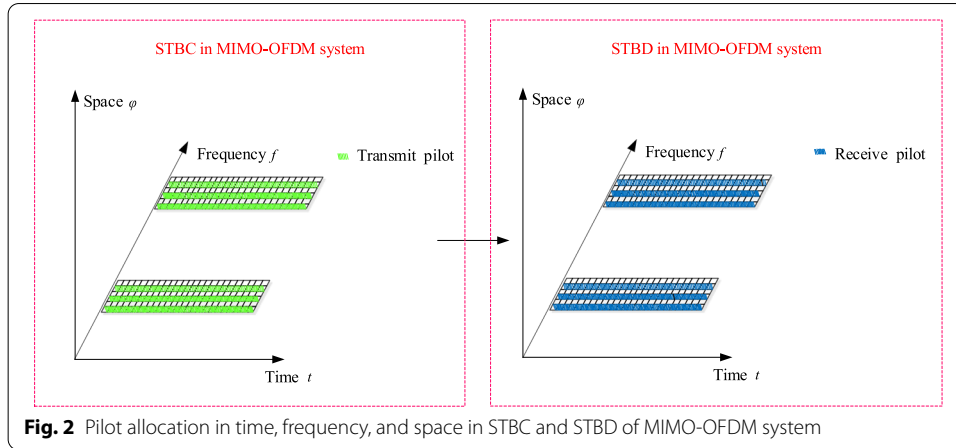 STBC in MIMO-OFDM system
Space φ
Frequency f
Transmit pilot
Time t
STBD in MIMO-OFDM system
Space φ
Frequency f
Receive pilot
Time t
Fig. 2 Pilot allocation in time, frequency, and space in STBC and STBD of MIMO-OFDM system